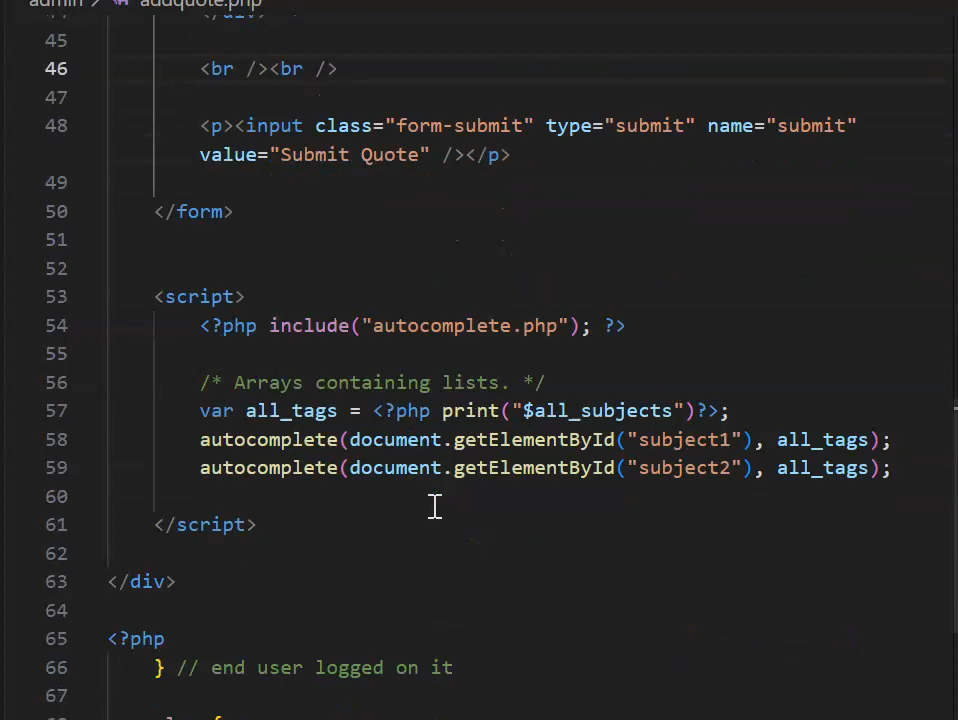 admin > addquote.php
44 </div>
45
46 <br /><br />
47
48 <p><input class="form-submit" type="submit" name="submit"
value="Submit Quote" /></p>
49
50 </form>
51
52
53 <script>
54 <?php include("autocomplete.php"); ?>
55
56 /* Arrays containing lists. */
57 var all_tags = <?php print("$all_subjects")?>;
58 autocomplete(document.getElementById("subject1"), all_tags);
59 autocomplete(document.getElementById("subject2"), all_tags);
60
61 </script>
62
63 </div>
64
65 <?php
66 } // end user logged on it
67